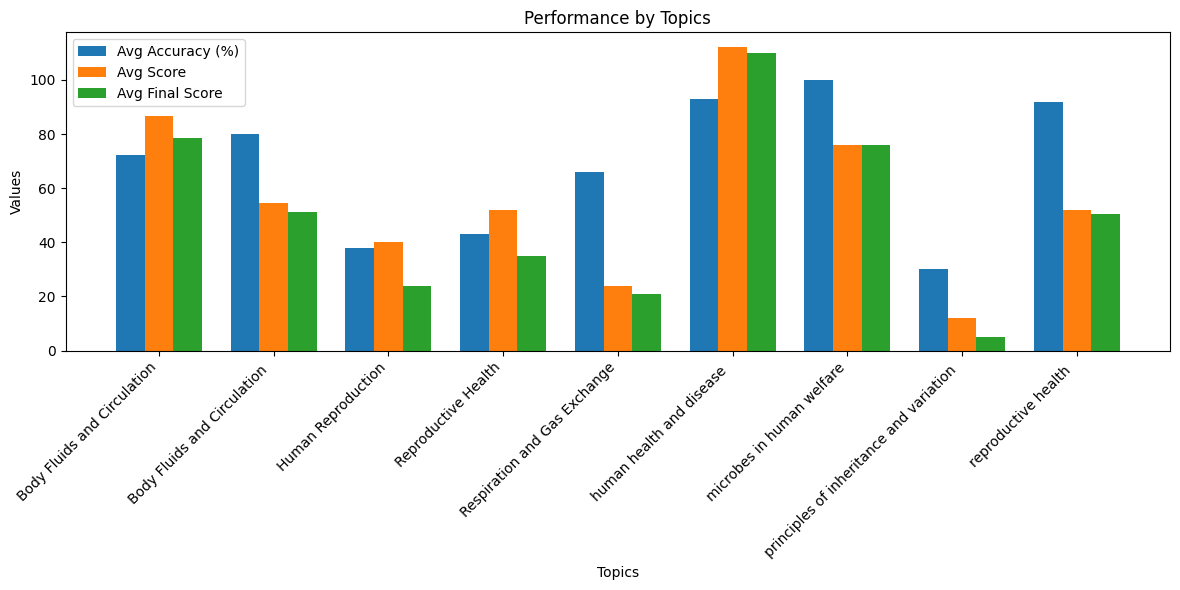 Performance by Topics
Avg Accuracy (%)
Avg Score
Avg Final Score
Values
100
80
60
40
20
0
Body Fluids and Circulation
Body Fluids and Circulation
Human Reproduction
Reproductive Health
Respiration and Gas Exchange
human health and disease
microbes in human welfare
principles of inheritance and variation
reproductive health
Topics